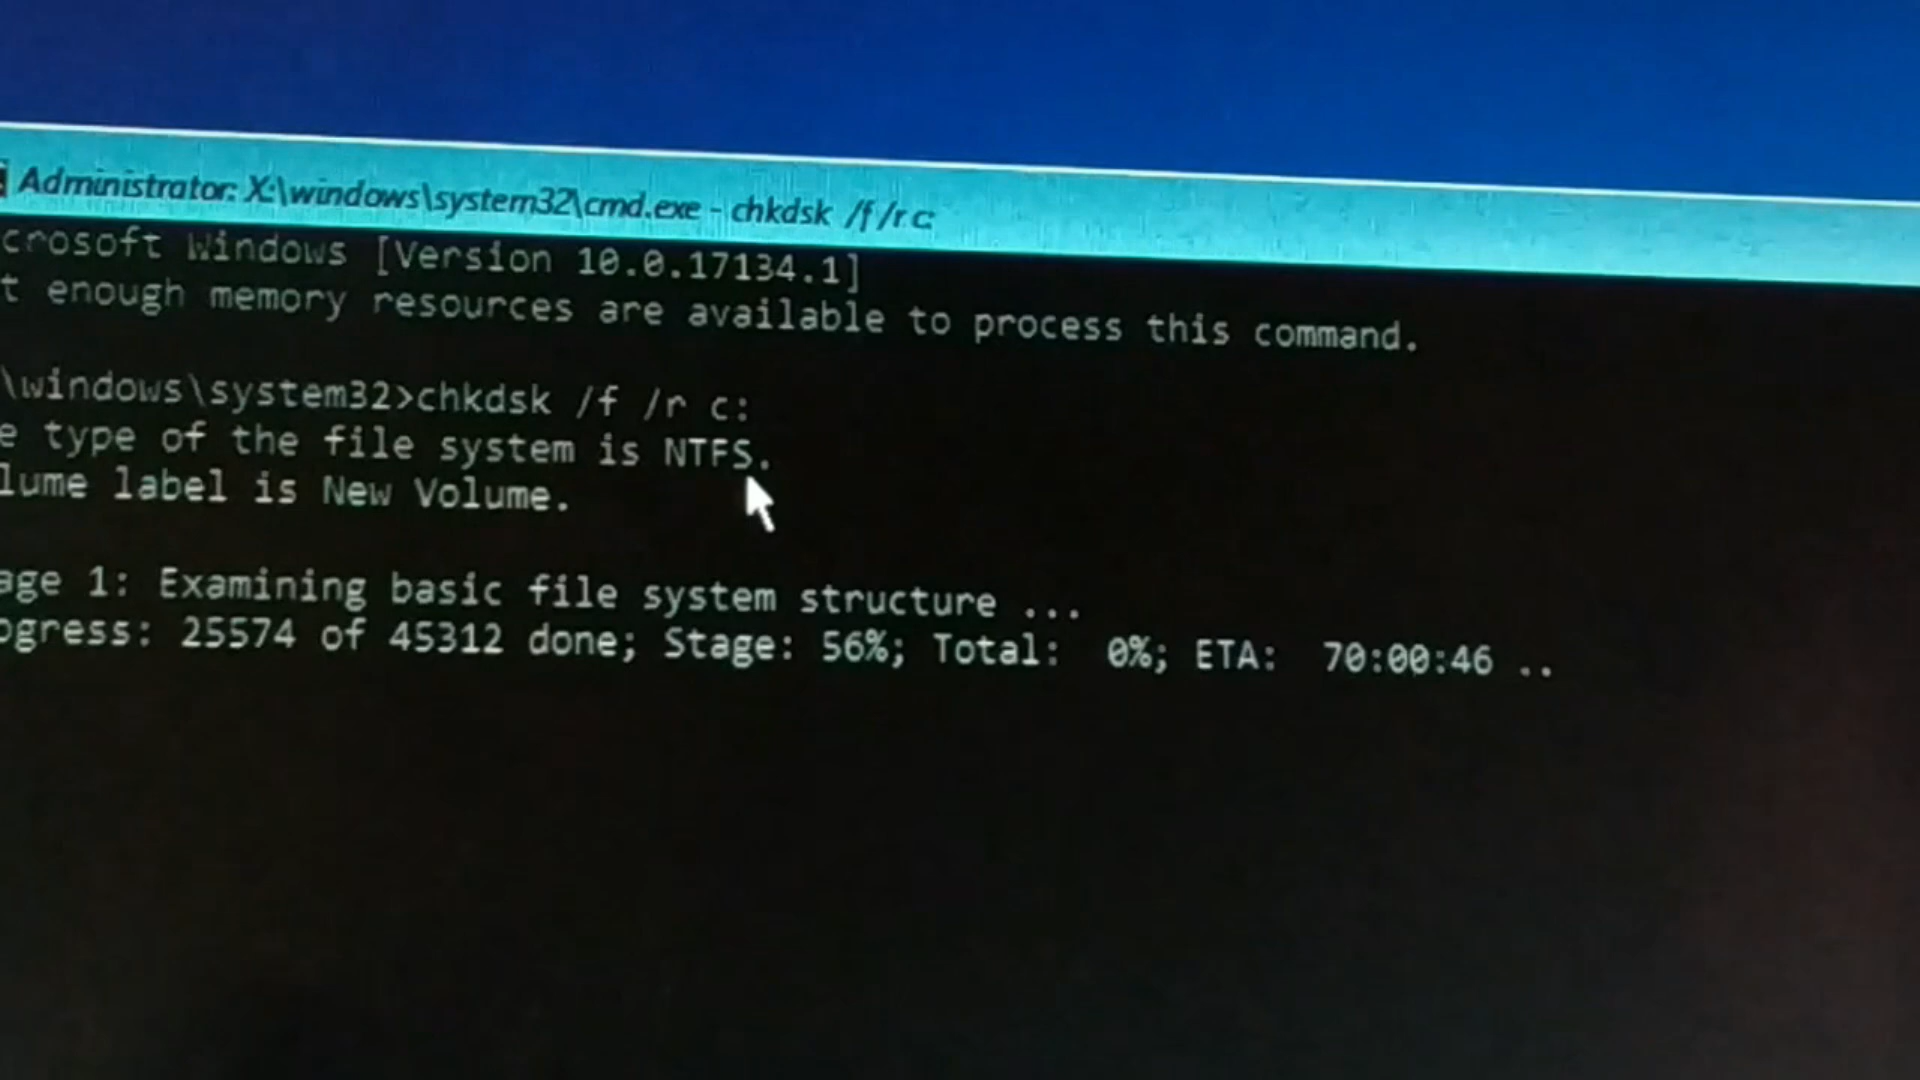 Administrator: X:\windows\system32\cmd.exe - chkdsk /f /r c:
crosoft Windows [Version 10.0.17134.1]
t enough memory resources are available to process this command.
\windows\system32>chkdsk /f /r c:
e type of the file system is NTFS.
lume label is New Volume.
age 1: Examining basic file system structure ...
ogress: 25574 of 45312 done; Stage: 56%; Total:  0%; ETA:  70:00:46 ..